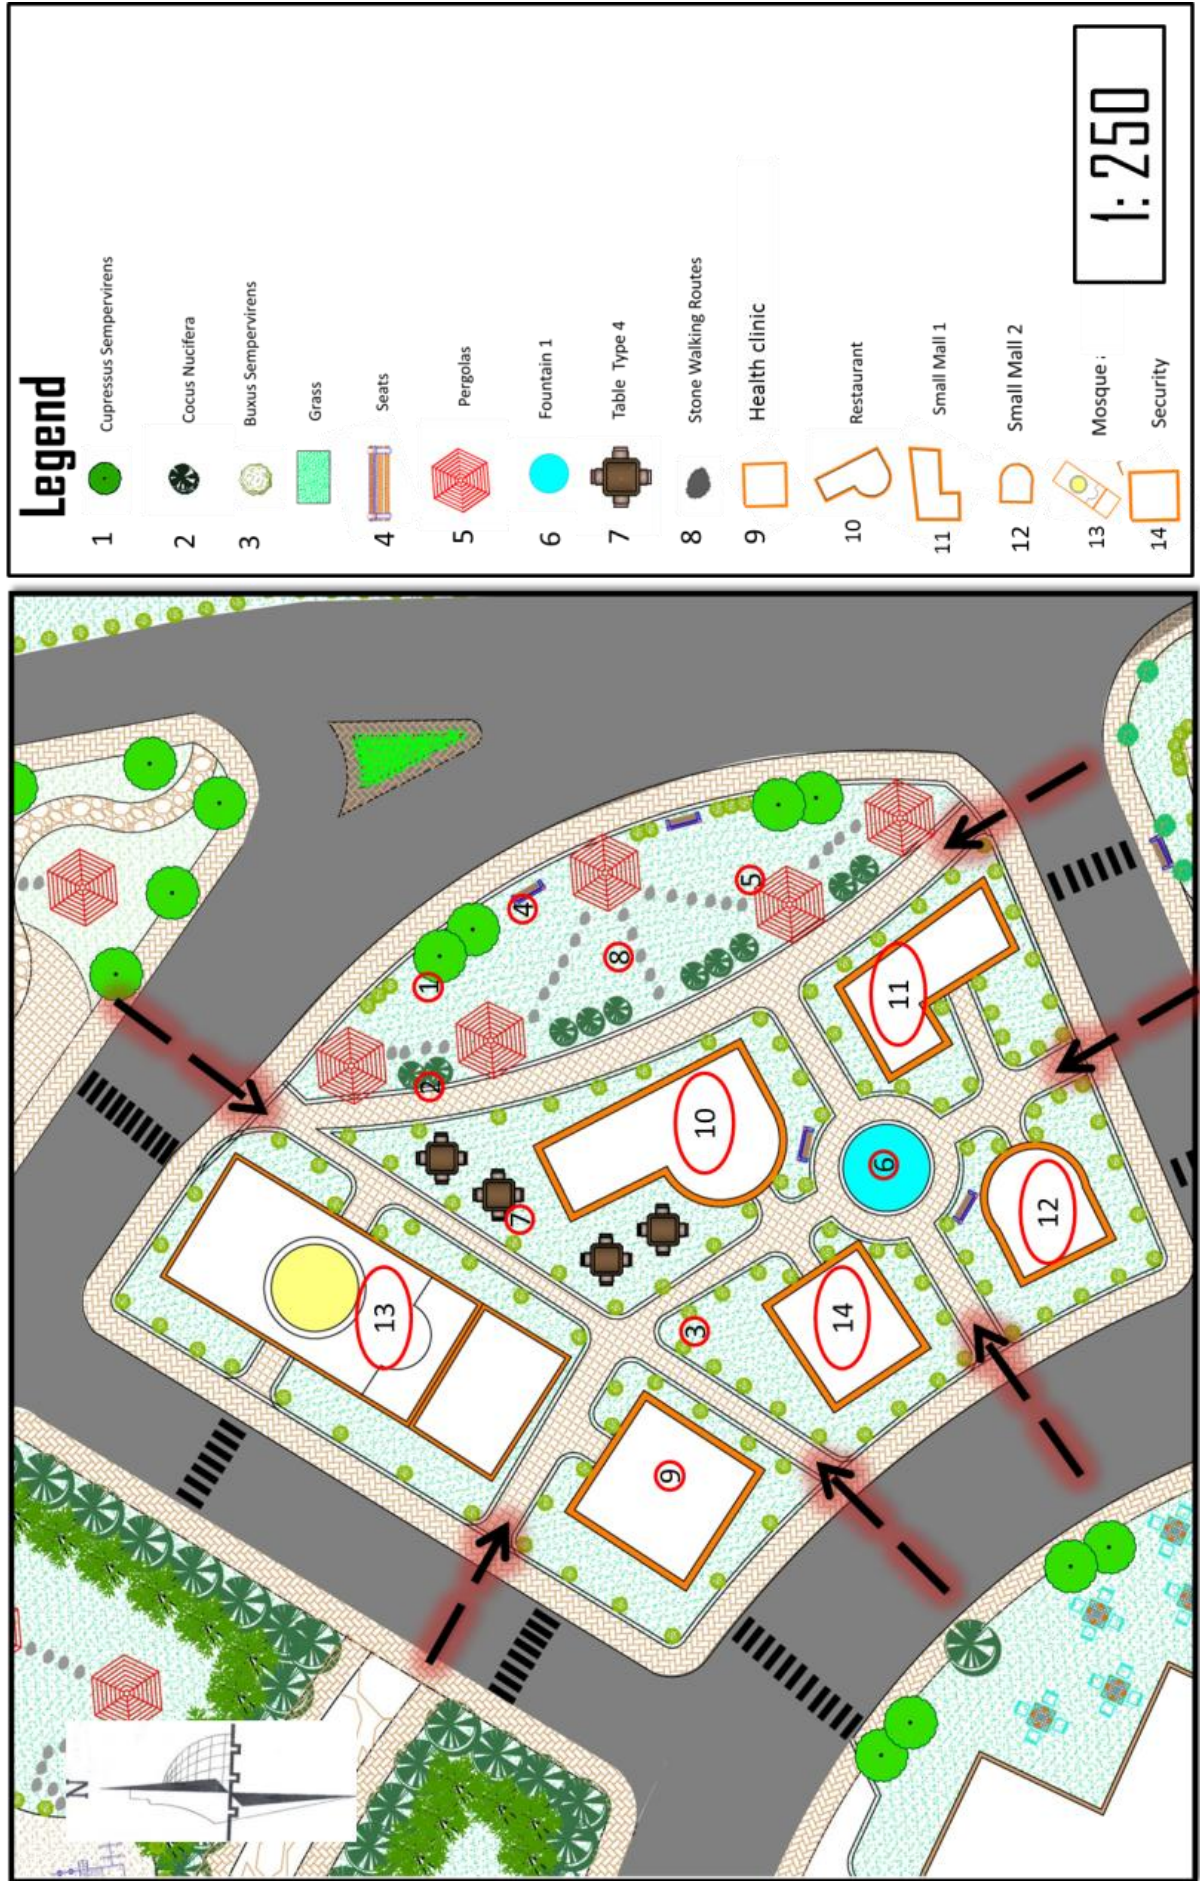 Legend
1 Cupressus Sempervirens
2 Cocus Nucifera
3 Buxus Sempervirens
Grass
4 Seats
5 Pergolas
6 Fountain 1
7 Table Type 4
8 Stone Walking Routes
9 Health clinic
10 Restaurant
11 Small Mall 1
12 Small Mall 2
13 Mosque
14 Security
1: 250
N
1
2
3
4
5
6
7
8
9
10
11
12
13
14